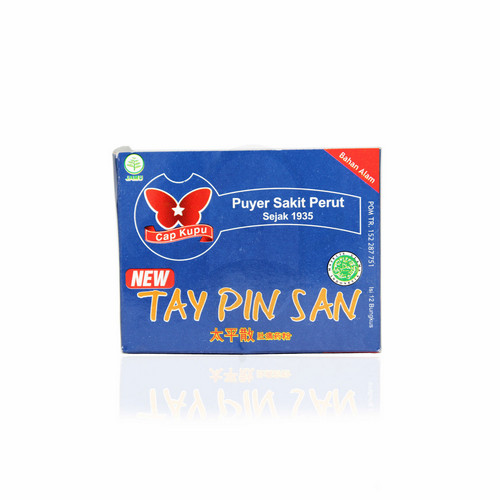 JAMU
Bahan Alam
Puyer Sakit Perut
Sejak 1935
Cap Kupu
POM TR. 152 287 751
Isi 12 Bungkus
NEW
TAY PIN SAN
太平散